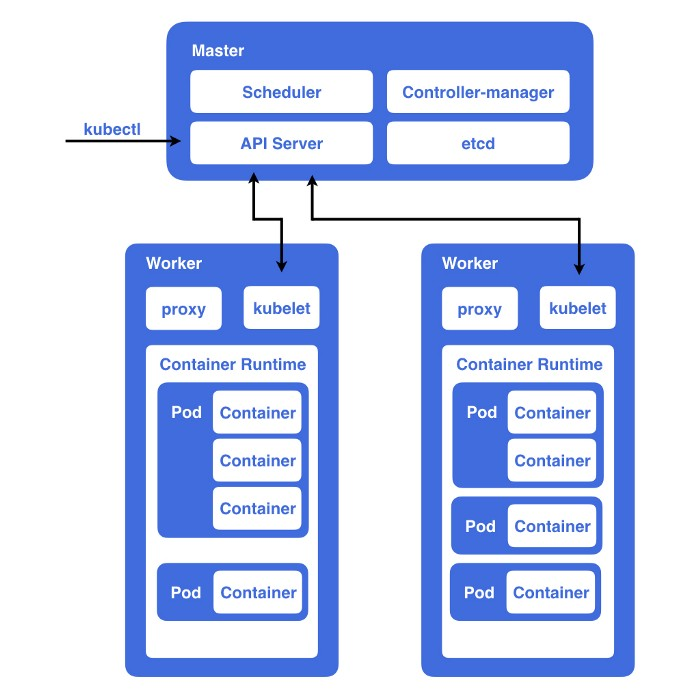 Master
Scheduler
Controller-manager
kubectl
API Server
etcd
Worker
proxy
kubelet
Container Runtime
Pod
Container
Container
Container
Pod
Container
Worker
proxy
kubelet
Container Runtime
Pod
Container
Container
Pod
Container
Pod
Container